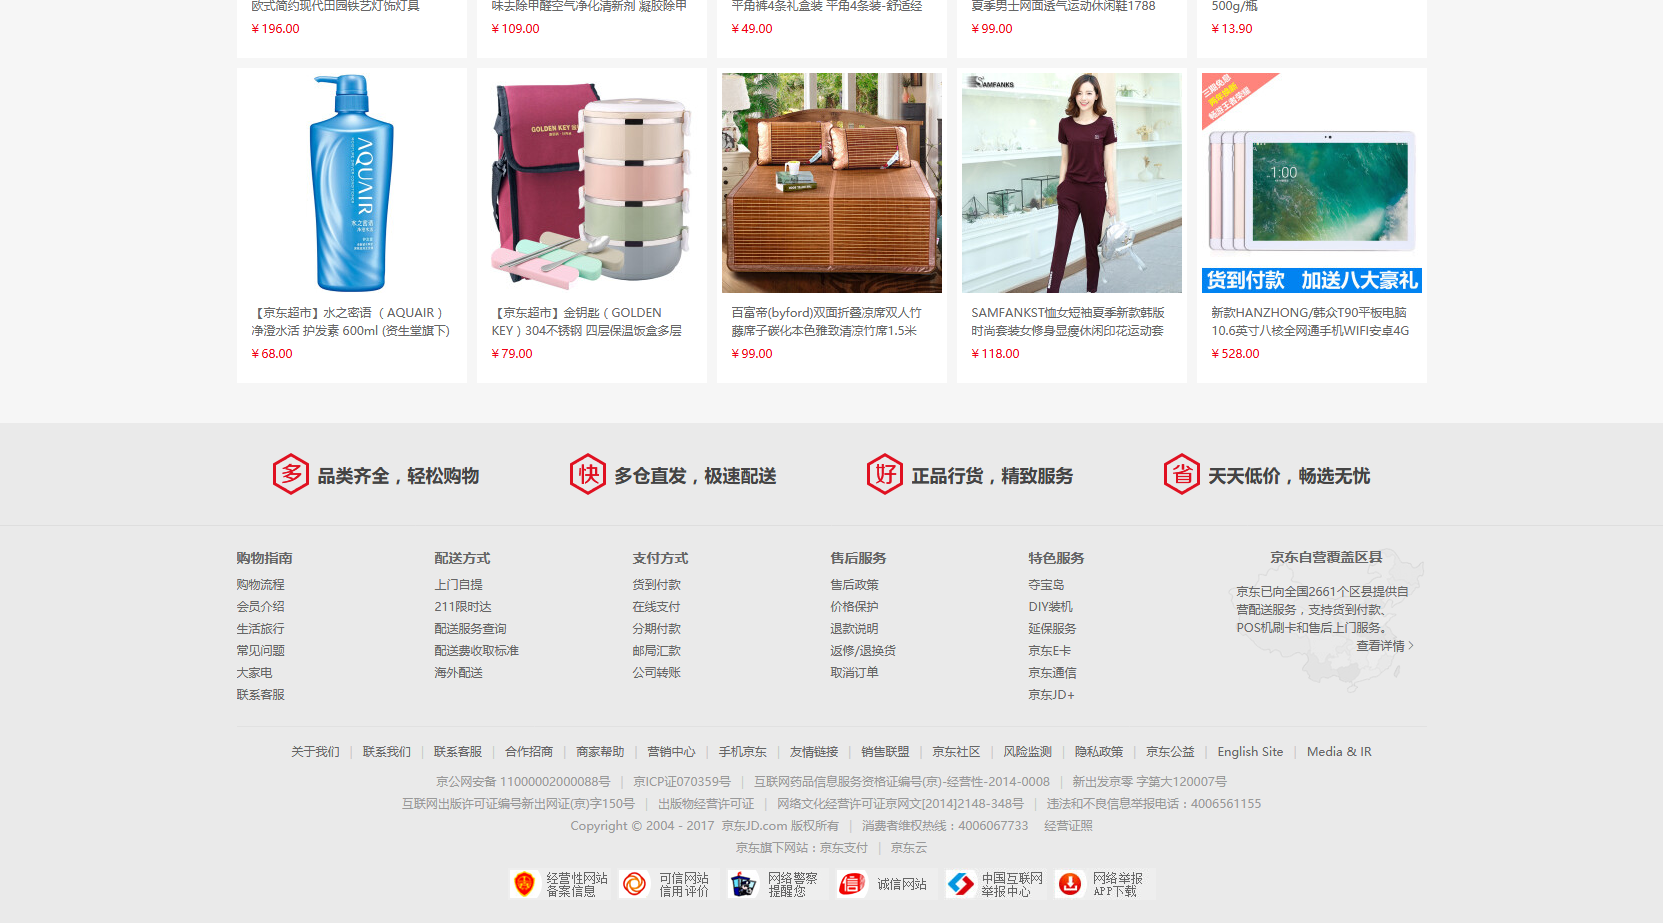 欧式简约现代田园铁艺灯饰灯具
味去除甲醛空气净化清新剂 凝胶除甲
平角裤4条礼盒装 平角4条装-舒适经
夏季男士网面透气运动休闲鞋1788
500g/瓶
￥196.00
￥109.00
￥49.00
￥99.00
￥13.90
AQUAIR
水之密语
GOLDEN KEY
SAMFANKS
三期免息
两年换新
畅游王者荣耀
1:00
货到付款 加送八大豪礼
【京东超市】水之密语 （AQUAIR）
净澄水活 护发素 600ml (资生堂旗下)
￥68.00
【京东超市】金钥匙（GOLDEN
KEY）304不锈钢 四层保温饭盒多层
￥79.00
百富帝(byford)双面折叠凉席双人竹
藤席子碳化本色雅致清凉竹席1.5米
￥99.00
SAMFANKST恤女短袖夏季新款韩版
时尚套装女修身显瘦休闲印花运动套
￥118.00
新款HANZHONG/韩众T90平板电脑
10.6英寸八核全网通手机WIFI安卓4G
￥528.00
多 品类齐全，轻松购物
快 多仓直发，极速配送
好 正品行货，精致服务
省 天天低价，畅选无忧
购物指南
购物流程
会员介绍
生活旅行
常见问题
大家电
联系客服
配送方式
上门自提
211限时达
配送服务查询
配送费收取标准
海外配送
支付方式
货到付款
在线支付
分期付款
邮局汇款
公司转账
售后服务
售后政策
价格保护
退款说明
返修/退换货
取消订单
特色服务
夺宝岛
DIY装机
延保服务
京东E卡
京东通信
京东JD+
京东自营覆盖区县
京东已向全国2661个区县提供自
营配送服务，支持货到付款、
POS机刷卡和售后上门服务。
查看详情 >
关于我们 | 联系我们 | 联系客服 | 合作招商 | 商家帮助 | 营销中心 | 手机京东 | 友情链接 | 销售联盟 | 京东社区 | 风险监测 | 隐私政策 | 京东公益 | English Site | Media & IR
京公网安备 11000002000088号 | 京ICP证070359号 | 互联网药品信息服务资格证编号(京)-经营性-2014-0008 | 新出发京零 字第大120007号
互联网出版许可证编号新出网证(京)字150号 | 出版物经营许可证 | 网络文化经营许可证京网文[2014]2148-348号 | 违法和不良信息举报电话：4006561155
Copyright © 2004 - 2017 京东JD.com 版权所有 | 消费者维权热线：4006067733 经营证照
京东旗下网站：京东支付 | 京东云
经营性网站
备案信息
可信网站
信用评价
网络警察
提醒您
信 诚信网站
中国互联网
举报中心
网络举报
APP下载